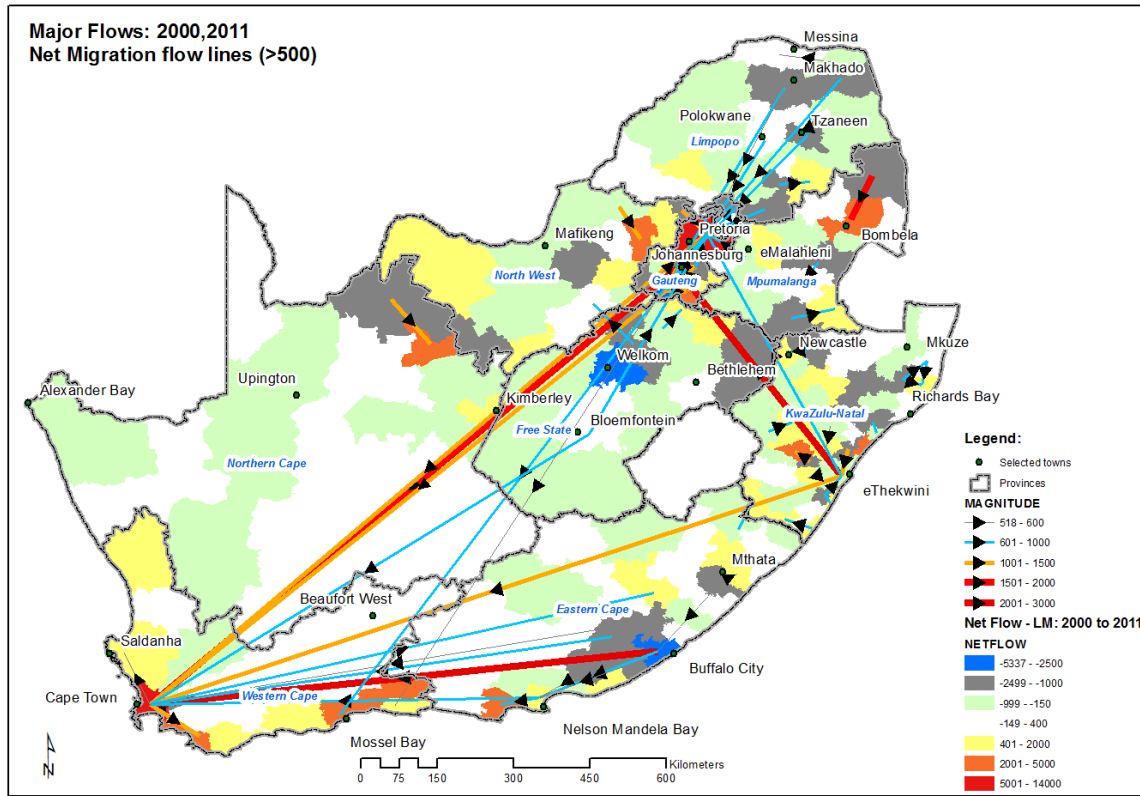 Major Flows: 2000,2011
Net Migration flow lines (>500)
Messina
Makhado
Polokwane
Tzaneen
Limpopo
Mafikeng
Pretoria
Bombela
Johannesburg
eMalahleni
North West
Gauteng
Mpumalanga
Welkom
Newcastle
Mkuze
Bethlehem
Upington
Alexander Bay
Richards Bay
Kimberley
Free State
Bloemfontein
KwaZulu-Natal
Northern Cape
eThekwini
Mthata
Beaufort West
Eastern Cape
Saldanha
Buffalo City
Cape Town
Western Cape
Nelson Mandela Bay
Mossel Bay
N
Kilometers
0 75 150 300 450 600
Legend:
Selected towns
Provinces
MAGNITUDE
518 - 600
601 - 1000
1001 - 1500
1501 - 2000
2001 - 3000
Net Flow - LM: 2000 to 2011
NETFLOW
-5337 - -2500
-2499 - -1000
-999 - -150
-149 - 400
401 - 2000
2001 - 5000
5001 - 14000